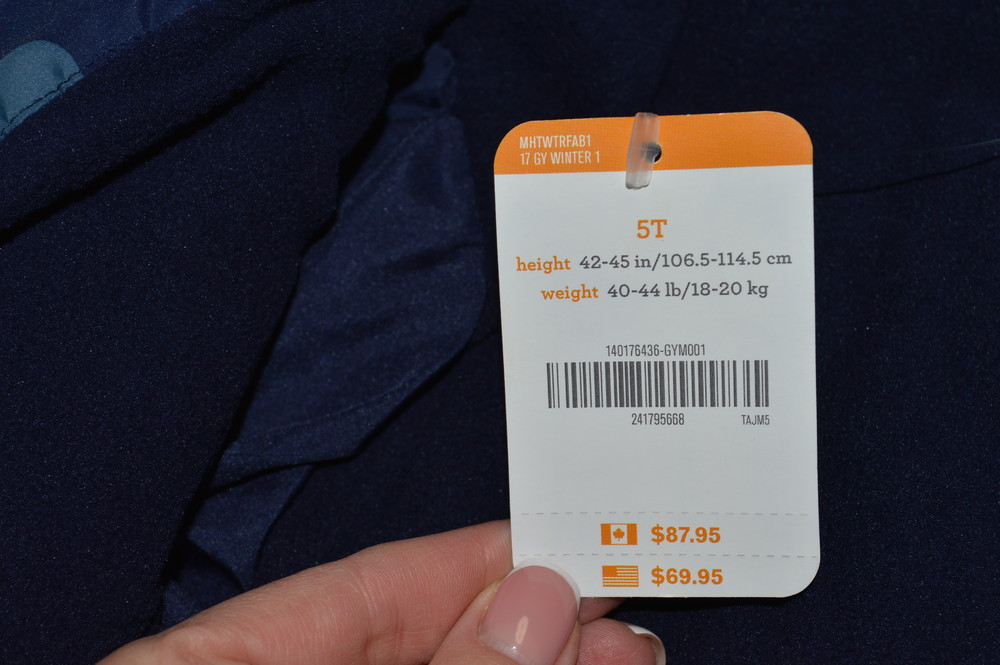 MHTWTRFAB1
17 GY WINTER 1
5T
height 42-45 in/106.5-114.5 cm
weight 40-44 lb/18-20 kg
140176436-GYM001
241795668 TAJM5
$87.95
$69.95